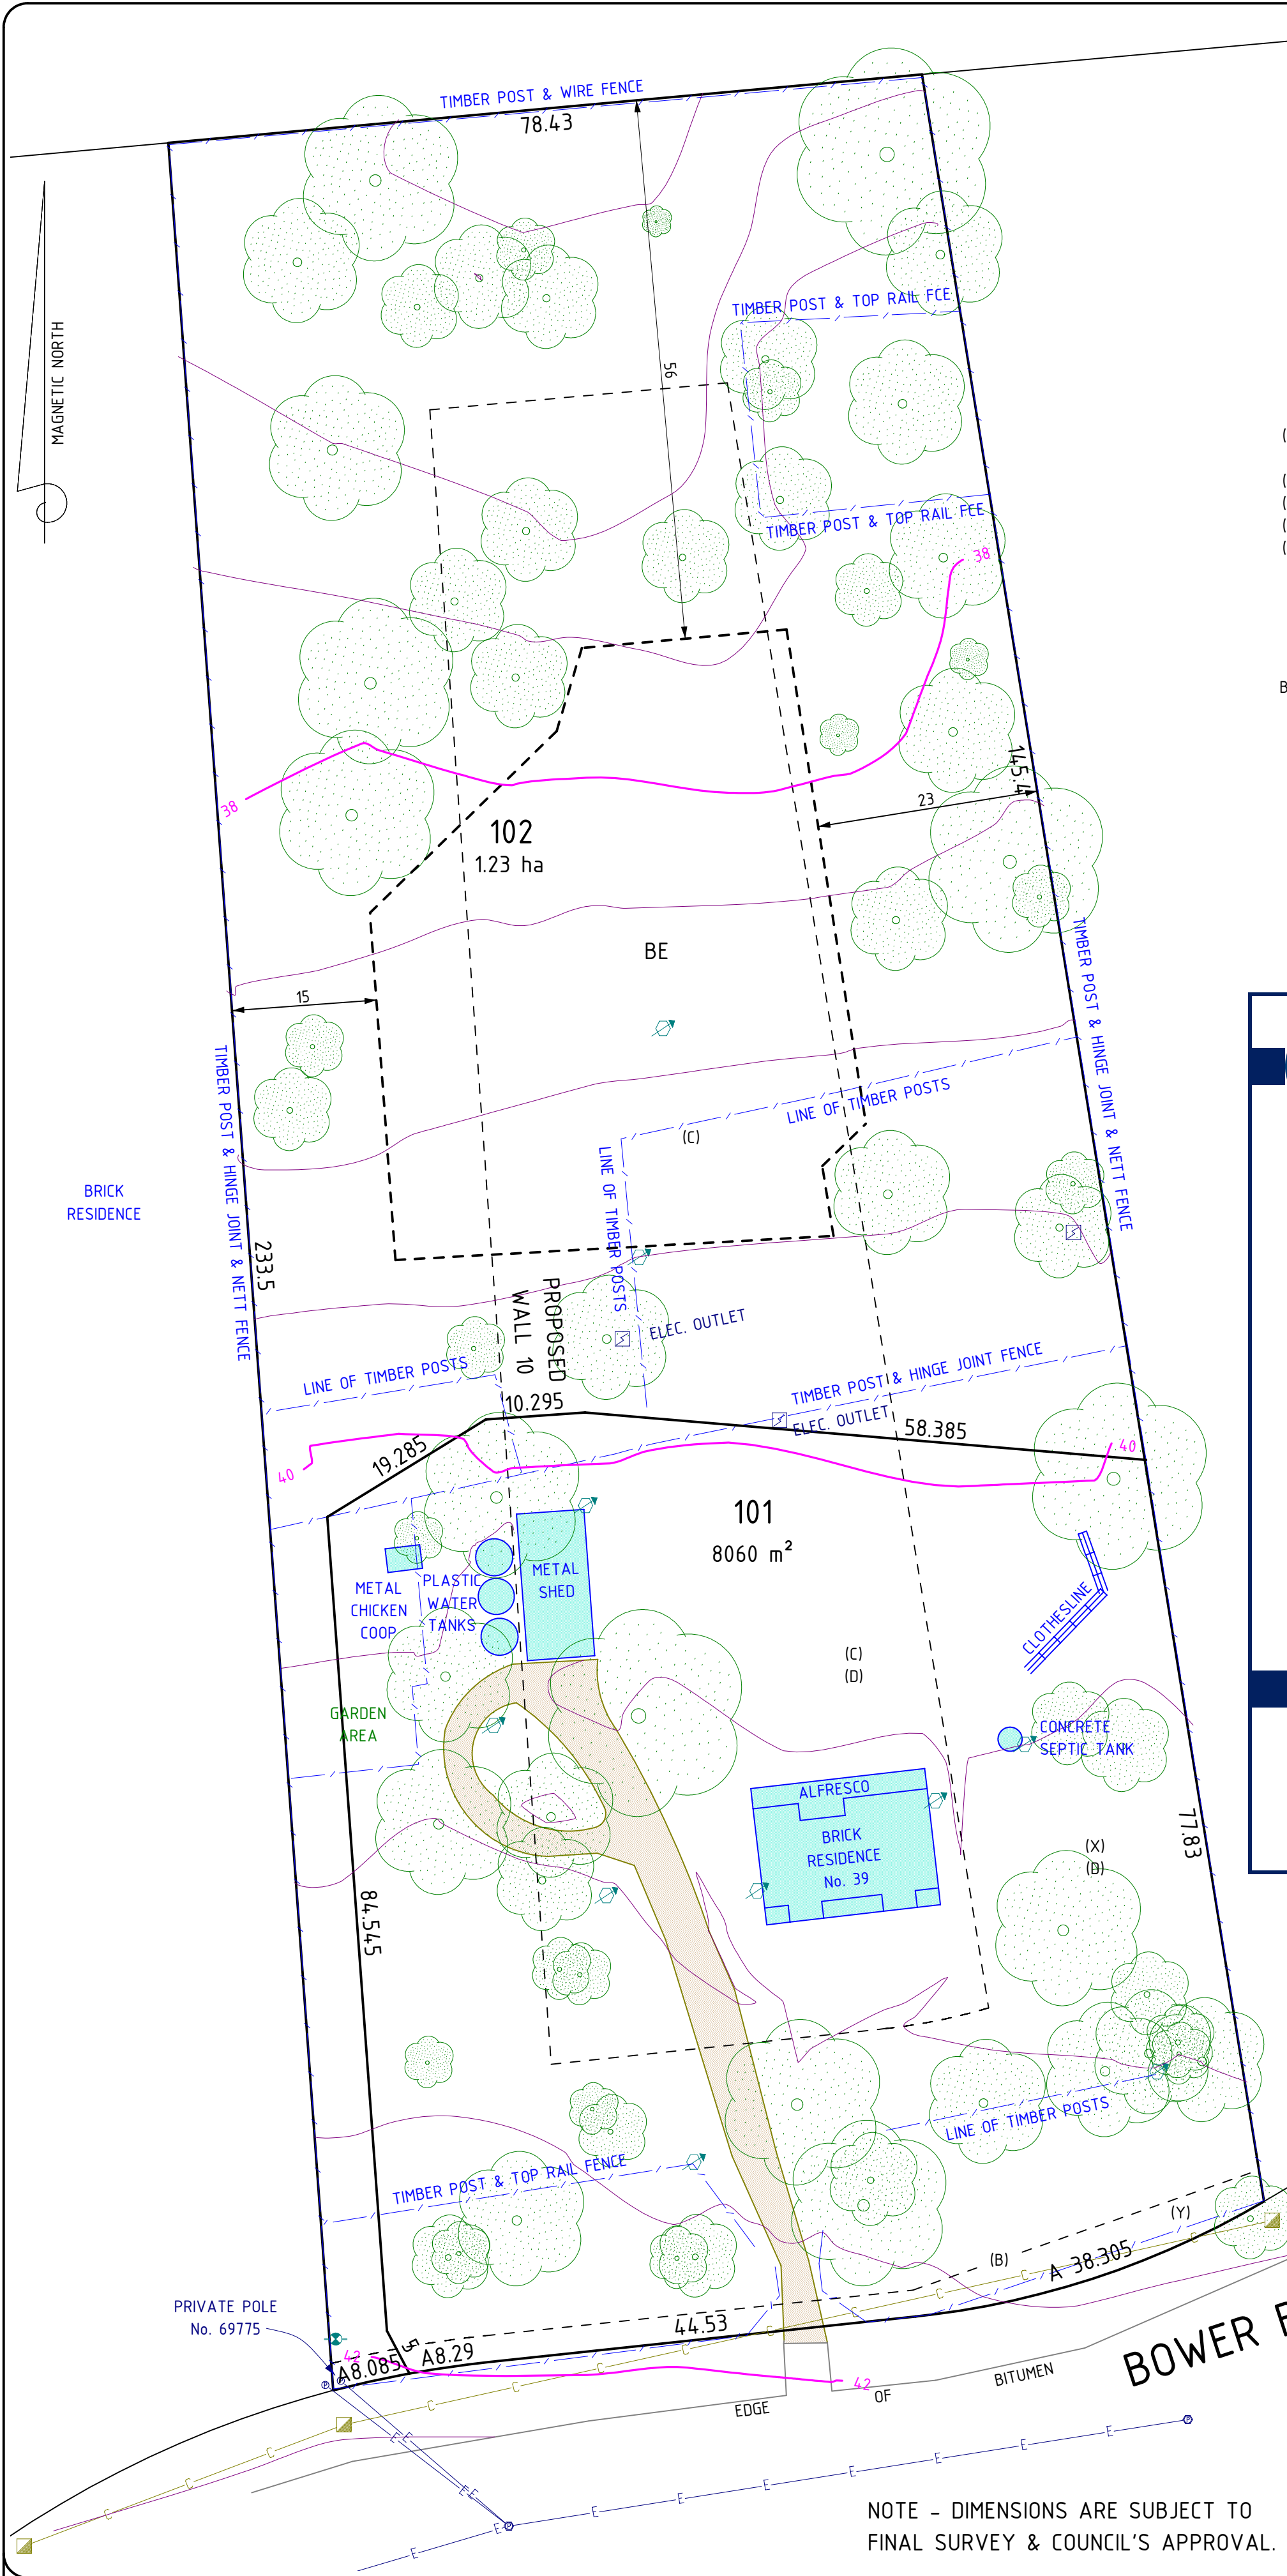 TIMBER POST & WIRE FENCE
78.43
MAGNETIC NORTH
TIMBER POST & TOP RAIL FCE
56
TIMBER POST & TOP RAIL FCE
38
38
145.4
23
102
1.23 ha
BE
15
TIMBER POST & HINGE JOINT & NETT FENCE
LINE OF TIMBER POSTS
(C)
LINE OF TIMBER POSTS
TIMBER POST & HINGE JOINT & NETT FENCE
BRICK
RESIDENCE
233.5
PROPOSED
WALL 10
ELEC. OUTLET
LINE OF TIMBER POSTS
TIMBER POST & HINGE JOINT FENCE
10.295
ELEC. OUTLET
58.385
19.285
40
40
101
8060 m²
METAL
SHED
METAL
CHICKEN
COOP
PLASTIC
WATER
TANKS
CLOTHESLINE
(C)
(D)
GARDEN
AREA
CONCRETE
SEPTIC TANK
ALFRESCO
BRICK
RESIDENCE
No. 39
77.83
(X)
(D)
84.545
LINE OF TIMBER POSTS
TIMBER POST & TOP RAIL FENCE
(Y)
(B)
A 38.305
PRIVATE POLE
No. 69775
44.53
5
A8.29
A8.085
42
42
BOWER
EDGE
OF
BITUMEN
C
C
C
C
C
C
C
C
C
C
C
E
E
E
E
E
E
E
E
E
E
E
E
E
P
P
P
P
B
NOTE - DIMENSIONS ARE SUBJECT TO
FINAL SURVEY & COUNCIL'S APPROVAL.